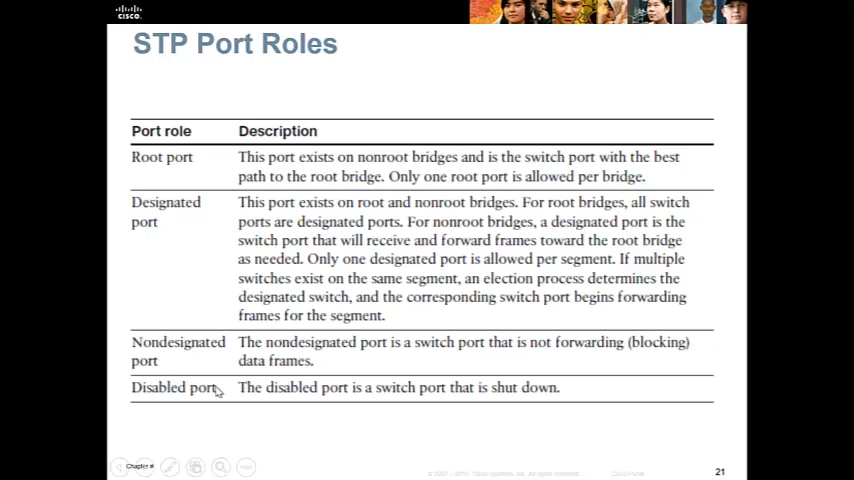 CISCO
STP Port Roles
Port role Description
Root port This port exists on nonroot bridges and is the switch port with the best
path to the root bridge. Only one root port is allowed per bridge.
Designated This port exists on root and nonroot bridges. For root bridges, all switch
port ports are designated ports. For nonroot bridges, a designated port is the
switch port that will receive and forward frames toward the root bridge
as needed. Only one designated port is allowed per segment. If multiple
switches exist on the same segment, an election process determines the
designated switch, and the corresponding switch port begins forwarding
frames for the segment.
Nondesignated The nondesignated port is a switch port that is not forwarding (blocking)
port data frames.
Disabled port The disabled port is a switch port that is shut down.
Chapter #
21